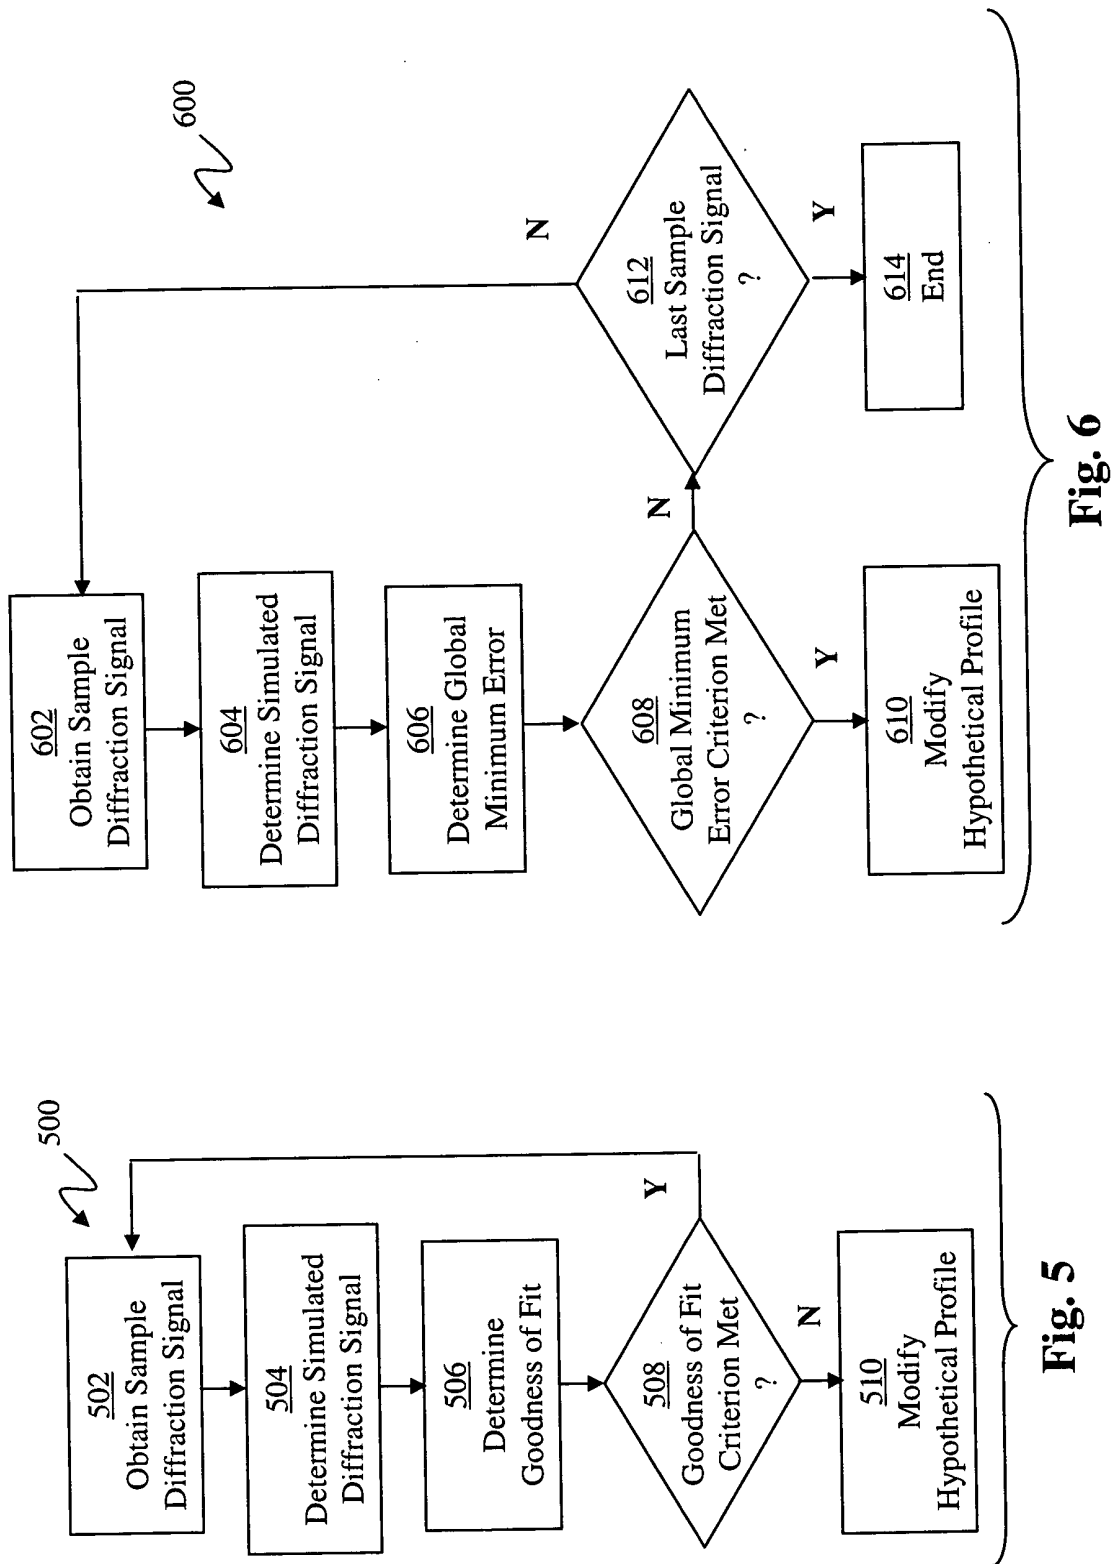 500
502
Obtain Sample
Diffraction Signal
504
Determine Simulated
Diffraction Signal
506
Determine
Goodness of Fit
508
Goodness of Fit
Criterion Met
?
Y
N
510
Modify
Hypothetical Profile
Fig. 5
600
602
Obtain Sample
Diffraction Signal
604
Determine Simulated
Diffraction Signal
606
Determine Global
Minimum Error
608
Global Minimum
Error Criterion Met
?
N
Y
610
Modify
Hypothetical Profile
612
Last Sample
Diffraction Signal
?
N
Y
614
End
Fig. 6